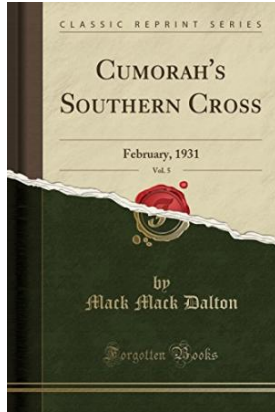 CLASSIC REPRINT SERIES
CUMORAH'S
SOUTHERN CROSS
February, 1931
Vol. 5
by
Mack Mack Dalton
Forgotten Books